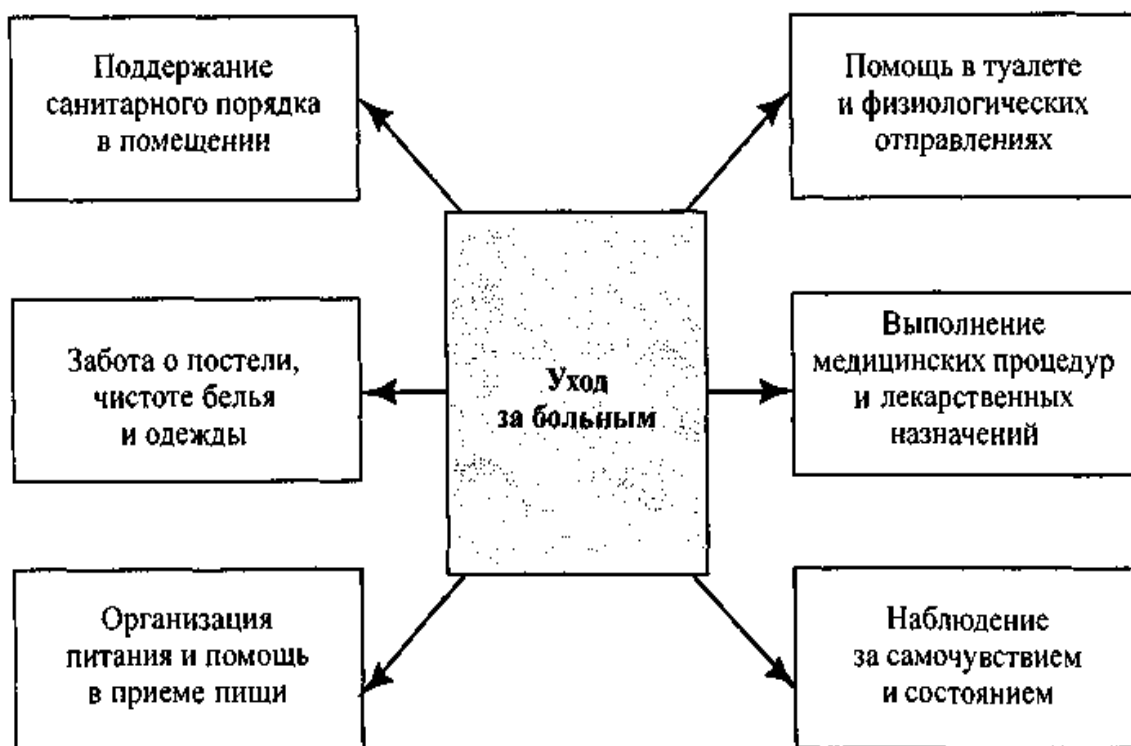 Поддержание
санитарного порядка
в помещении
Помощь в туалете
и физиологических
отправлениях
Забота о постели,
чистоте белья
и одежды
Уход
за больным
Выполнение
медицинских процедур
и лекарственных
назначений
Организация
питания и помощь
в приеме пищи
Наблюдение
за самочувствием
и состоянием